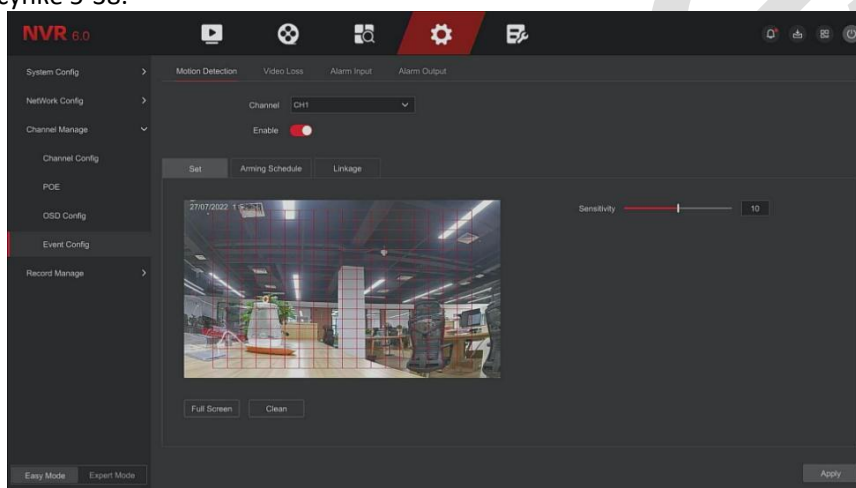 NVR 6.0
System Config
NetWork Config
Channel Manage
Channel Config
POE
OSD Config
Event Config
Record Manage
Easy Mode Expert Mode
Motion Detection Video Loss Alarm Input Alarm Output
Channel CH1
Enable
Set Arming Schedule Linkage
27/07/2022
Sensitivity 10
Full Screen Clean
Apply